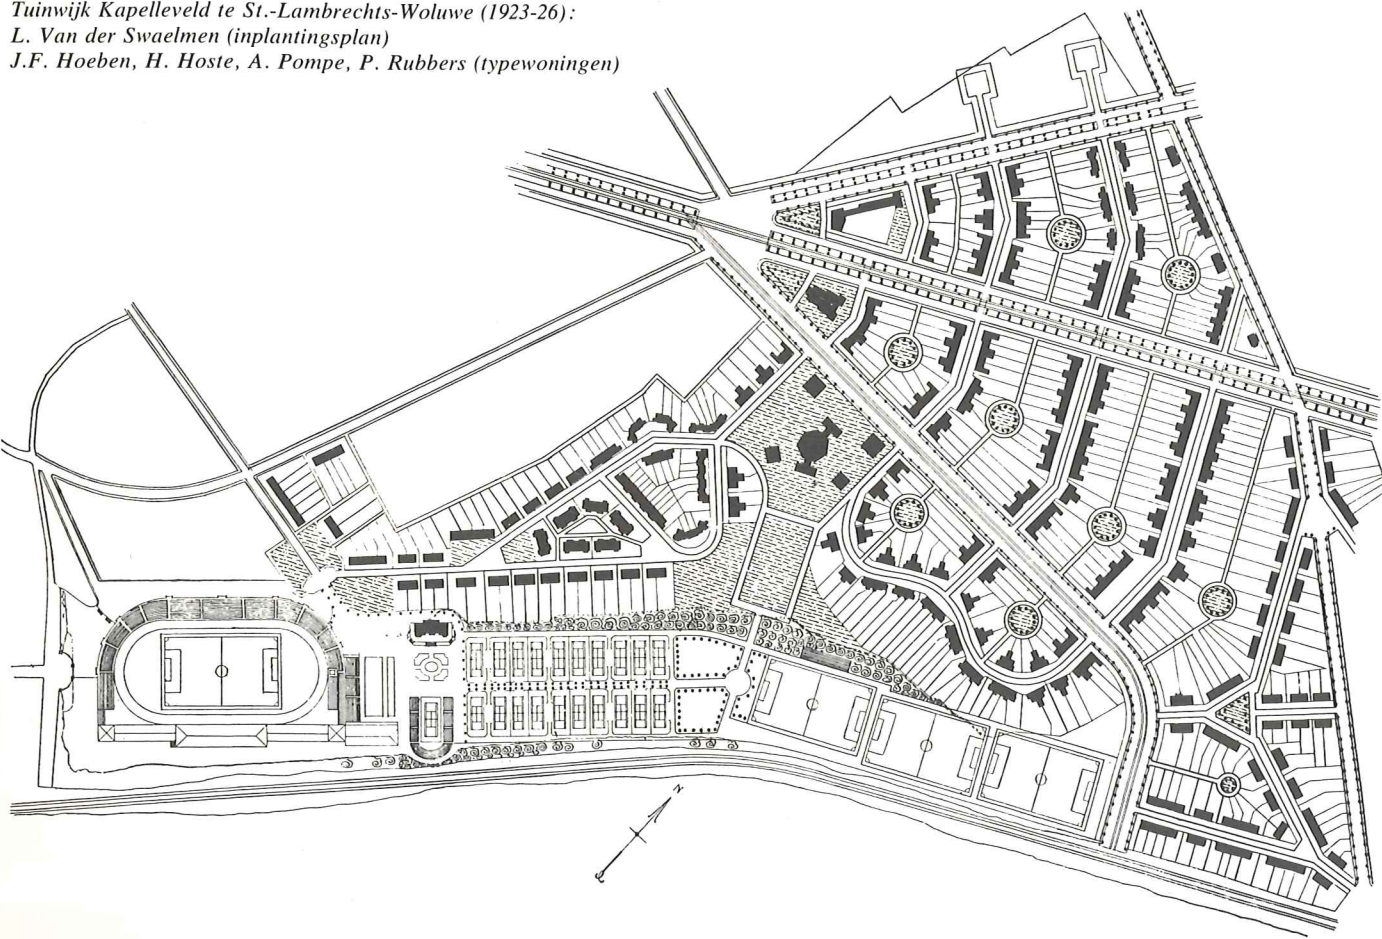 Tuinwijk Kapelleveld te St.-Lambrechts-Woluwe (1923-26):
L. Van der Swaelmen (inplantingsplan)
J.F. Hoeben, H. Hoste, A. Pompe, P. Rubbers (typewoningen)
N